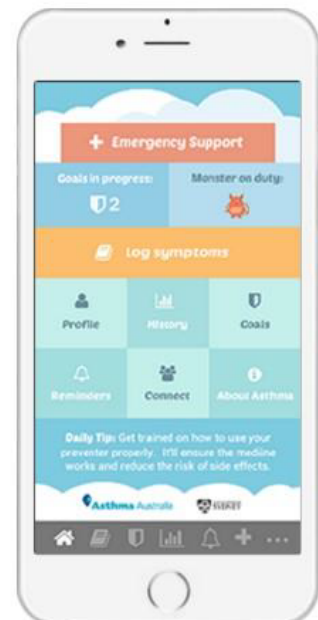 Emergency Support
Goals in progress:
Monster on duty:
2
Log symptoms
Profile
History
Goals
Reminders
Connect
About Asthma
Daily Tip: Get trained on how to use your
preventer properly. It'll ensure the medine
works and reduce the risk of side effects.
Asthma Australia
SYDNEY